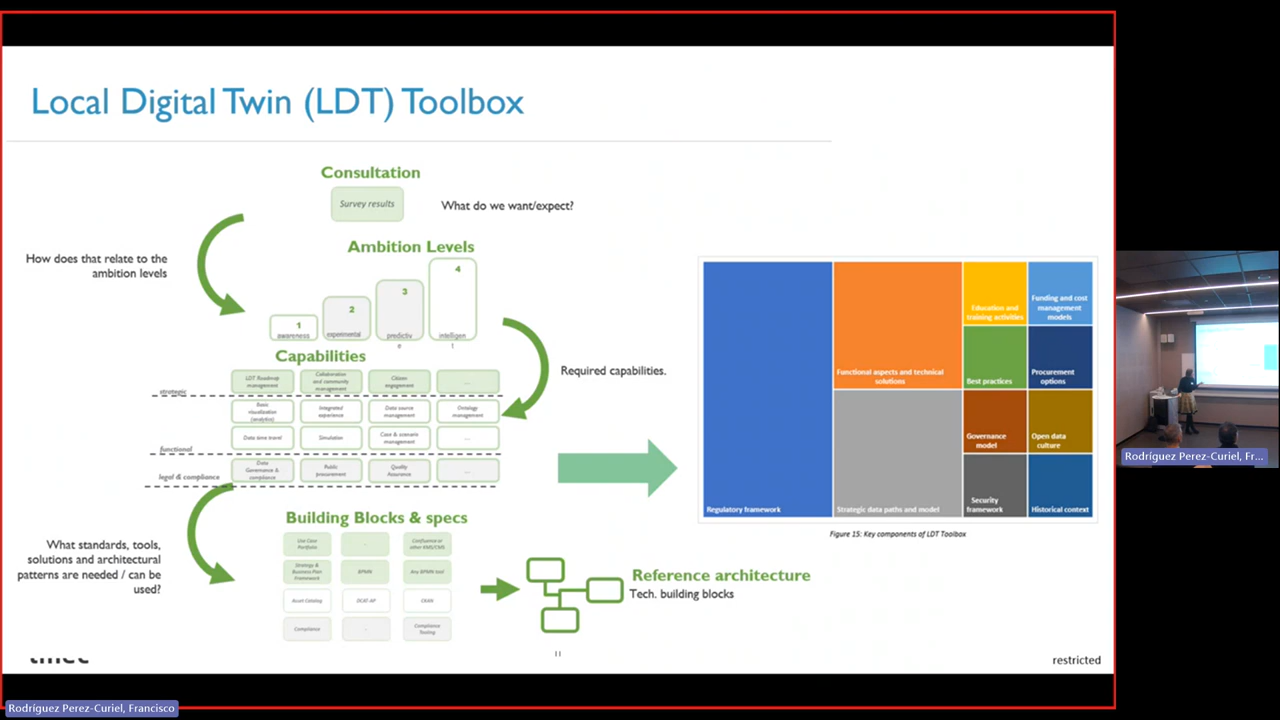 Local Digital Twin (LDT) Toolbox
Consultation
Survey results
What do we want/expect?
How does that relate to the
ambition levels
Ambition Levels
1
awareness
2
experimental
3
predictiv
e
4
intelligen
t
Capabilities
Required capabilities.
strategic
LDT Roadmap
management
Collaboration
and community
management
Citizen
engagement
...
Basic
visualization
(analytics)
Integrated
experience
Data source
management
Ontology
management
functional
Data time travel
Simulation
Case & scenario
management
...
legal & compliance
Data
Governance &
compliance
Public
procurement
Quality
Assurance
...
Building Blocks & specs
What standards, tools,
solutions and architectural
patterns are needed / can be
used?
Use Case
Portfolio
-
Confluence or
other KMS/CMS
Strategy &
Business Plan
Framework
BPMN
Any BPMN tool
Asset Catalog
DCAT-AP
CKAN
Compliance
-
Compliance
Tooling
Reference architecture
Tech. building blocks
Regulatory framework
Functional aspects and technical
solutions
Strategic data paths and model
Education and
training activities
Funding and cost
management
models
Best practices
Procurement
options
Governance
model
Open data
culture
Security
framework
Historical context
Figure 15: Key components of LDT Toolbox
11
restricted
Rodríguez Perez-Curiel, Fr...
Rodríguez Perez-Curiel, Francisco